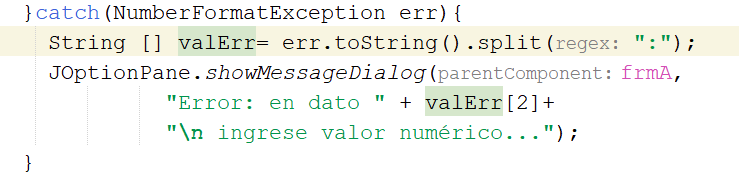 }catch(NumberFormatException err){
String [] valErr= err.toString().split(regex: ":");
JOptionPane.showMessageDialog(parentComponent: frmA,
"Error: en dato " + valErr[2]+
"\n ingrese valor numérico...");
}